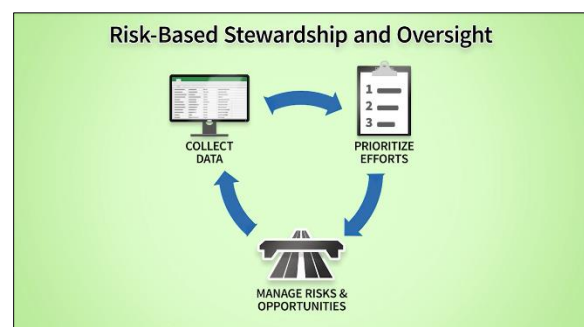 Risk-Based Stewardship and Oversight
COLLECT
DATA
1
2
3
PRIORITIZE
EFFORTS
MANAGE RISKS &
OPPORTUNITIES